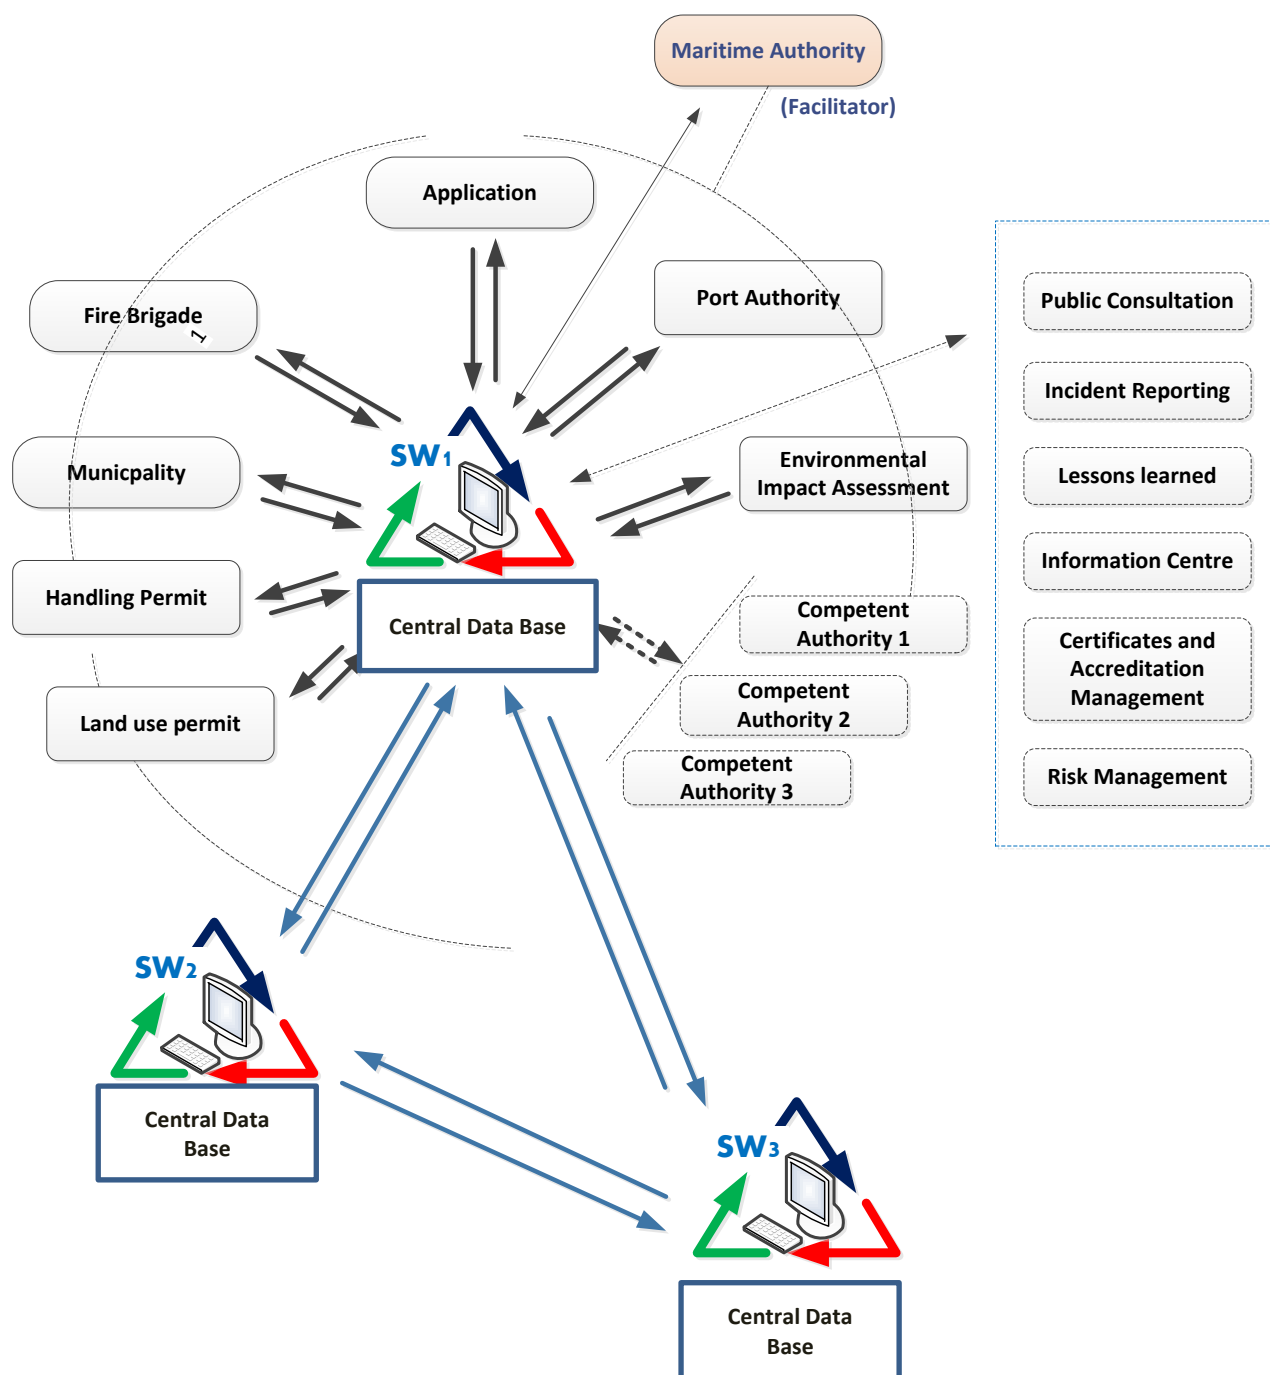 Maritime Authority
(Facilitator)
Application
Port Authority
Fire Brigade
1
Public Consultation
Incident Reporting
SW1
Municpality
Environmental
Impact Assessment
Lessons learned
Information Centre
Handling Permit
Central Data Base
Competent
Authority 1
Certificates and
Accreditation
Management
Land use permit
Competent
Authority 2
Competent
Authority 3
Risk Management
SW2
Central Data
Base
SW3
Central Data
Base